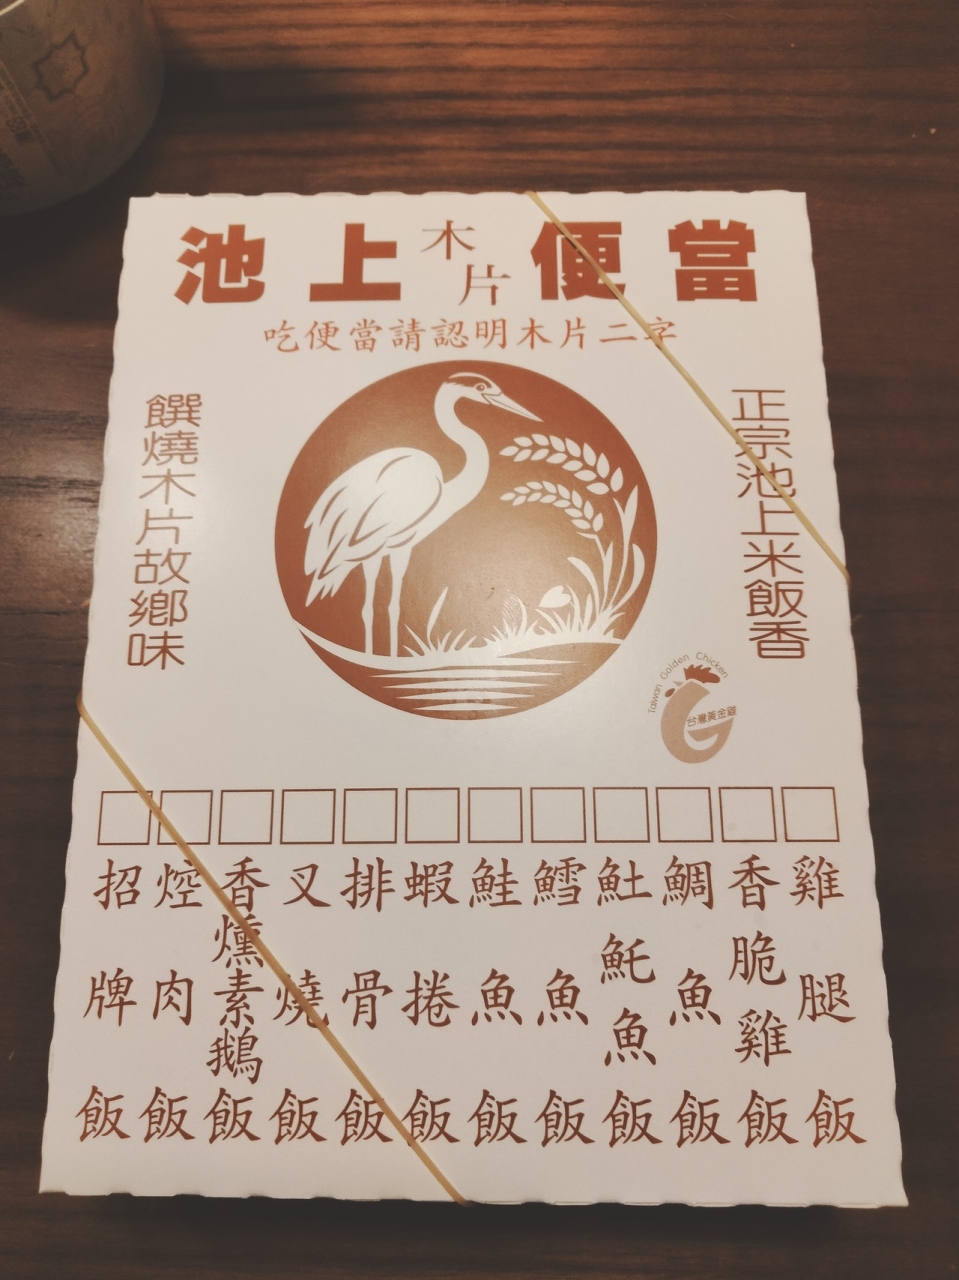 池上木片便當
吃便當請認明木片二字
正宗池上米飯香
饌燒木片故鄉味
Taiwan Golden Chicken
台灣黃金雞
雞腿飯
香脆雞飯
鯛魚飯
𩵚魠魚飯
鱈魚飯
鮭魚飯
蝦捲飯
排骨飯
叉燒飯
香燻素鵝飯
焢肉飯
招牌飯